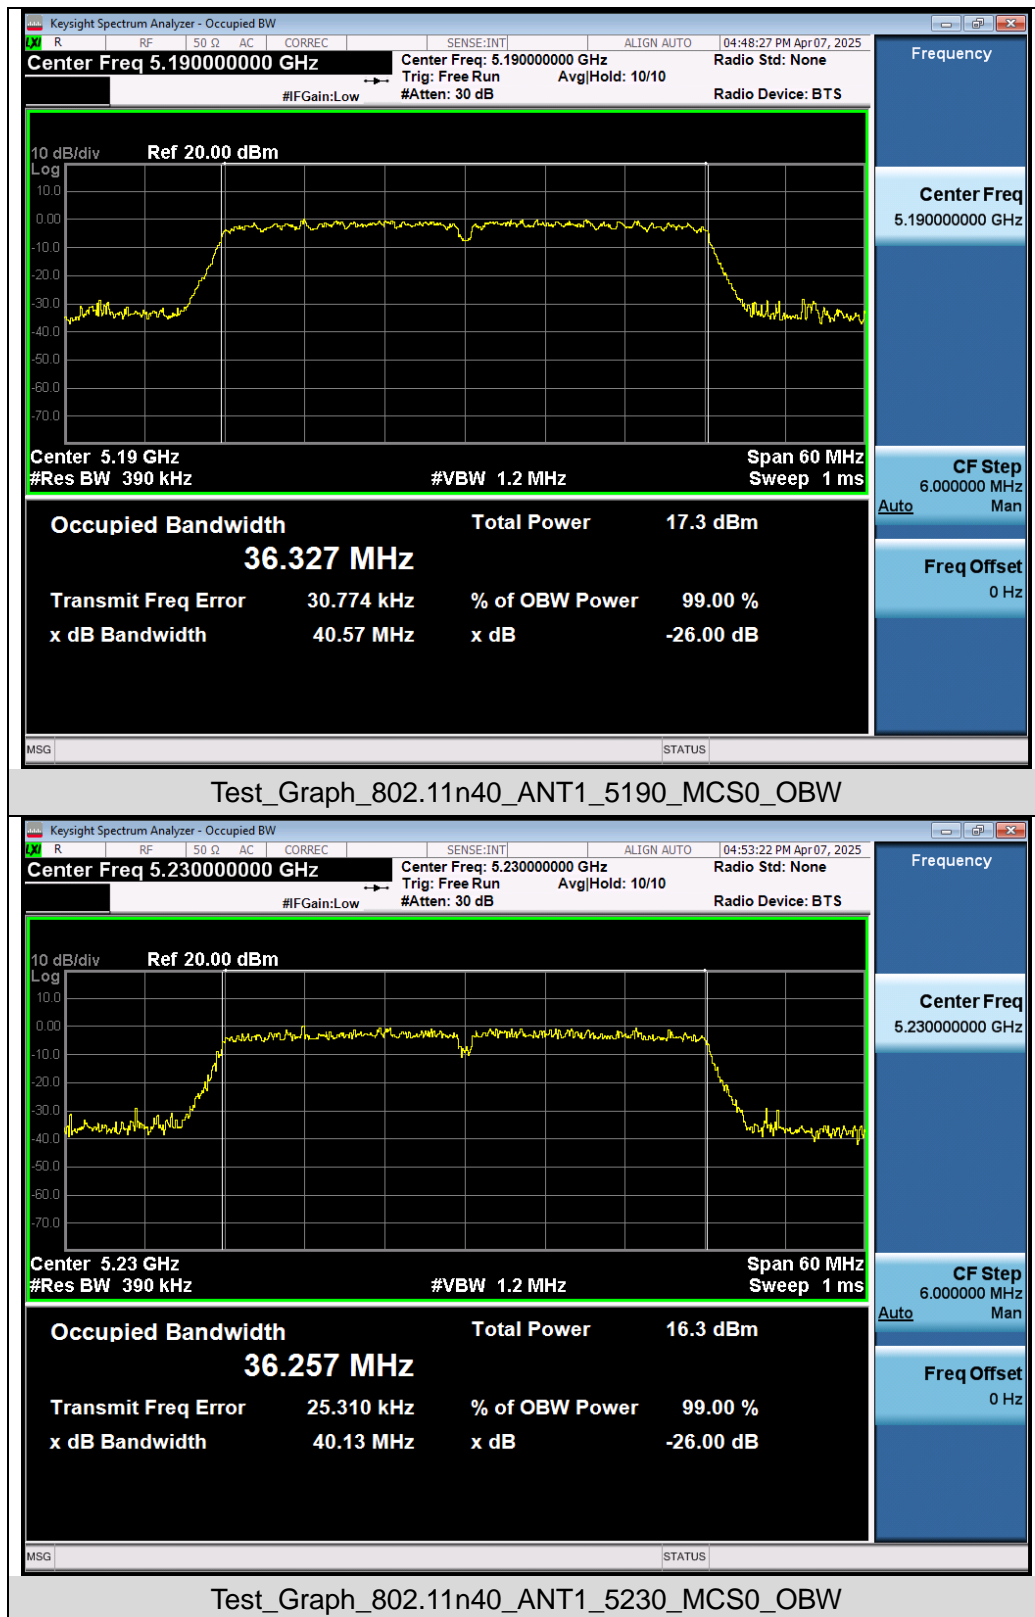 Keysight Spectrum Analyzer - Occupied BW
LXI R RF 50 Ω AC CORREC SENSE:INT ALIGN AUTO 04:48:27 PM Apr 07, 2025
Center Freq 5.190000000 GHz
Center Freq: 5.190000000 GHz
Radio Std: None
Trig: Free Run Avg|Hold: 10/10
#IFGain:Low #Atten: 30 dB Radio Device: BTS
10 dB/div Ref 20.00 dBm
Log
10.0
0.00
-10.0
-20.0
-30.0
-40.0
-50.0
-60.0
-70.0
Center 5.19 GHz Span 60 MHz
#Res BW 390 kHz #VBW 1.2 MHz Sweep 1 ms
Occupied Bandwidth Total Power 17.3 dBm
36.327 MHz
Transmit Freq Error 30.774 kHz % of OBW Power 99.00 %
x dB Bandwidth 40.57 MHz x dB -26.00 dB
MSG STATUS
Frequency
Center Freq
5.190000000 GHz
CF Step
6.000000 MHz
Auto Man
Freq Offset
0 Hz
Test_Graph_802.11n40_ANT1_5190_MCS0_OBW
Keysight Spectrum Analyzer - Occupied BW
LXI R RF 50 Ω AC CORREC SENSE:INT ALIGN AUTO 04:53:22 PM Apr 07, 2025
Center Freq 5.230000000 GHz
Center Freq: 5.230000000 GHz
Radio Std: None
Trig: Free Run Avg|Hold: 10/10
#IFGain:Low #Atten: 30 dB Radio Device: BTS
10 dB/div Ref 20.00 dBm
Log
10.0
0.00
-10.0
-20.0
-30.0
-40.0
-50.0
-60.0
-70.0
Center 5.23 GHz Span 60 MHz
#Res BW 390 kHz #VBW 1.2 MHz Sweep 1 ms
Occupied Bandwidth Total Power 16.3 dBm
36.257 MHz
Transmit Freq Error 25.310 kHz % of OBW Power 99.00 %
x dB Bandwidth 40.13 MHz x dB -26.00 dB
MSG STATUS
Frequency
Center Freq
5.230000000 GHz
CF Step
6.000000 MHz
Auto Man
Freq Offset
0 Hz
Test_Graph_802.11n40_ANT1_5230_MCS0_OBW